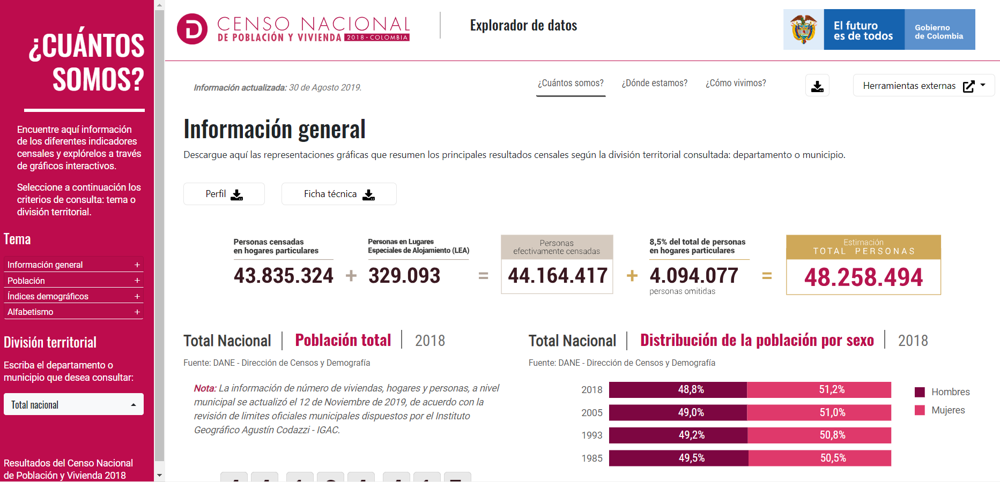 ¿CUÁNTOS
SOMOS?
Encuentre aquí información
de los diferentes indicadores
censales y explórelos a través
de gráficos interactivos.
Seleccione a continuación los
criterios de consulta: tema o
división territorial.
Tema
Información general +
Población +
Índices demográficos +
Alfabetismo +
División territorial
Escriba el departamento o
municipio que desea consultar:
Total nacional
Resultados del Censo Nacional
de Población y Vivienda 2018
D
CENSO NACIONAL
DE POBLACIÓN Y VIVIENDA 2018 · COLOMBIA
Explorador de datos
El futuro
es de todos
Gobierno
de Colombia
Información actualizada: 30 de Agosto 2019.
¿Cuántos somos? ¿Dónde estamos? ¿Cómo vivimos?
Herramientas externas
Información general
Descargue aquí las representaciones gráficas que resumen los principales resultados censales según la división territorial consultada: departamento o municipio.
Perfil
Ficha técnica
Personas censadas
en hogares particulares
43.835.324
+
Personas en Lugares
Especiales de Alojamiento (LEA)
329.093
=
Personas
efectivamente censadas
44.164.417
+
8,5% del total de personas
en hogares particulares
4.094.077
personas omitidas
=
Estimación
TOTAL PERSONAS
48.258.494
Total Nacional | Población total | 2018
Fuente: DANE - Dirección de Censos y Demografía
Nota: La información de número de viviendas, hogares y personas, a nivel
municipal se actualizó el 12 de Noviembre de 2019, de acuerdo con la
revisión de limites oficiales municipales dispuestos por el Instituto
Geográfico Agustín Codazzi - IGAC.
Total Nacional | Distribución de la población por sexo | 2018
Fuente: DANE - Dirección de Censos y Demografía
2018 48,8% 51,2%
2005 49,0% 51,0%
1993 49,2% 50,8%
1985 49,5% 50,5%
Hombres
Mujeres